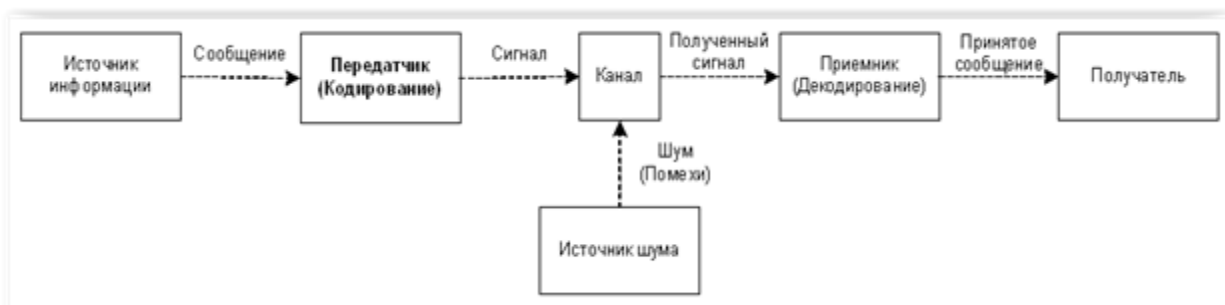 Источник
информации
Сообщение
Передатчик
(Кодирование)
Сигнал
Канал
Полученный
сигнал
Приемник
(Декодирование)
Принятое
сообщение
Получатель
Шум
(Помехи)
Источник шума